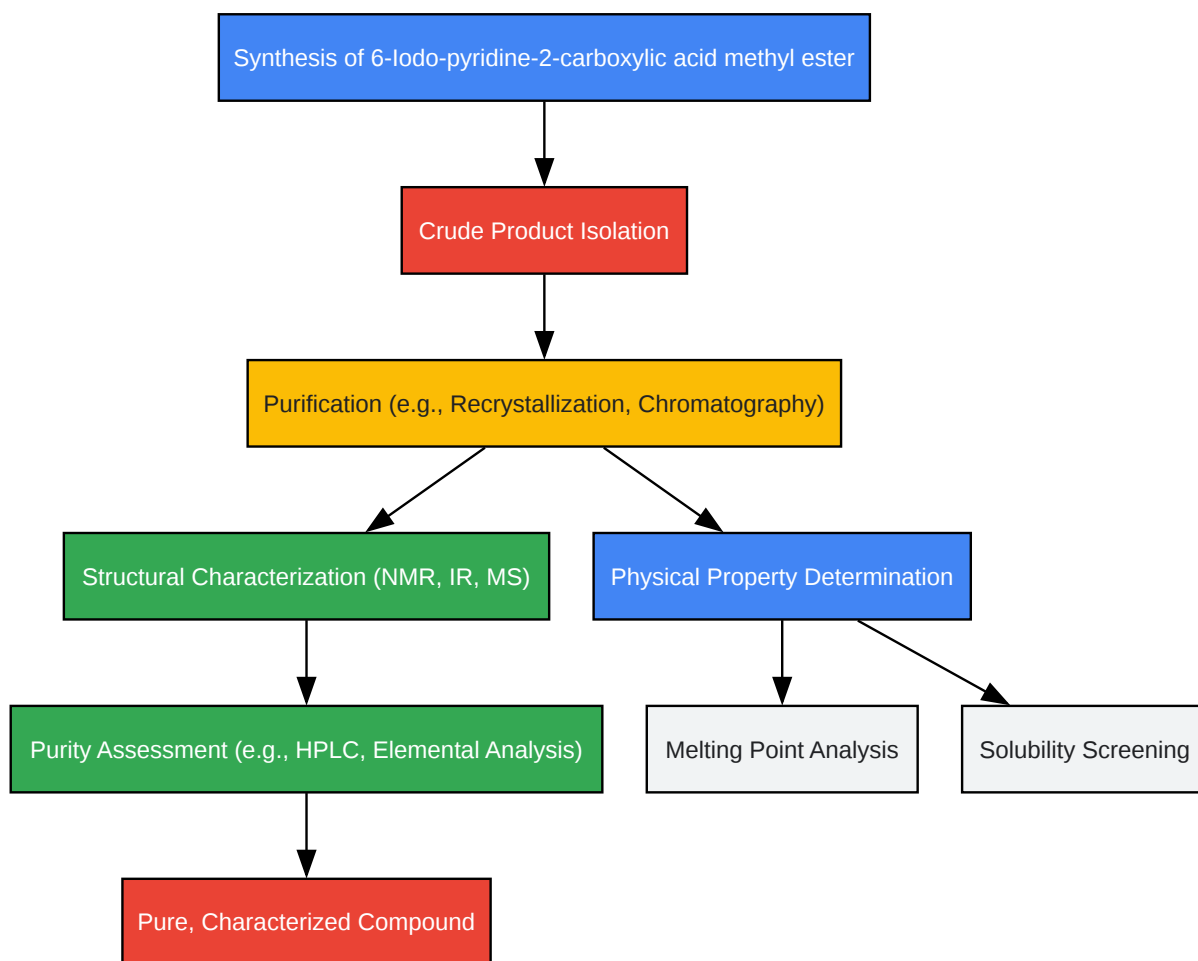 Synthesis of 6-Iodo-pyridine-2-carboxylic acid methyl ester
Crude Product Isolation
Purification (e.g., Recrystallization, Chromatography)
Structural Characterization (NMR, IR, MS)
Physical Property Determination
Purity Assessment (e.g., HPLC, Elemental Analysis)
Melting Point Analysis
Solubility Screening
Pure, Characterized Compound